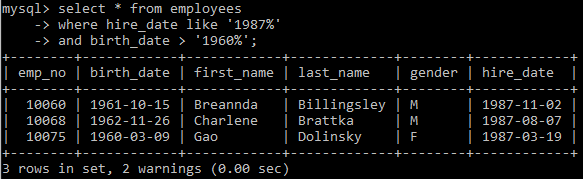 mysql> select * from employees
    -> where hire_date like '1987%'
    -> and birth_date > '1960%';
+--------+------------+------------+-------------+--------+------------+
| emp_no | birth_date | first_name | last_name   | gender | hire_date  |
+--------+------------+------------+-------------+--------+------------+
|  10060 | 1961-10-15 | Breannda   | Billingsley | M      | 1987-11-02 |
|  10068 | 1962-11-26 | Charlene   | Brattka     | M      | 1987-08-07 |
|  10075 | 1960-03-09 | Gao        | Dolinsky    | F      | 1987-03-19 |
+--------+------------+------------+-------------+--------+------------+
3 rows in set, 2 warnings (0.00 sec)